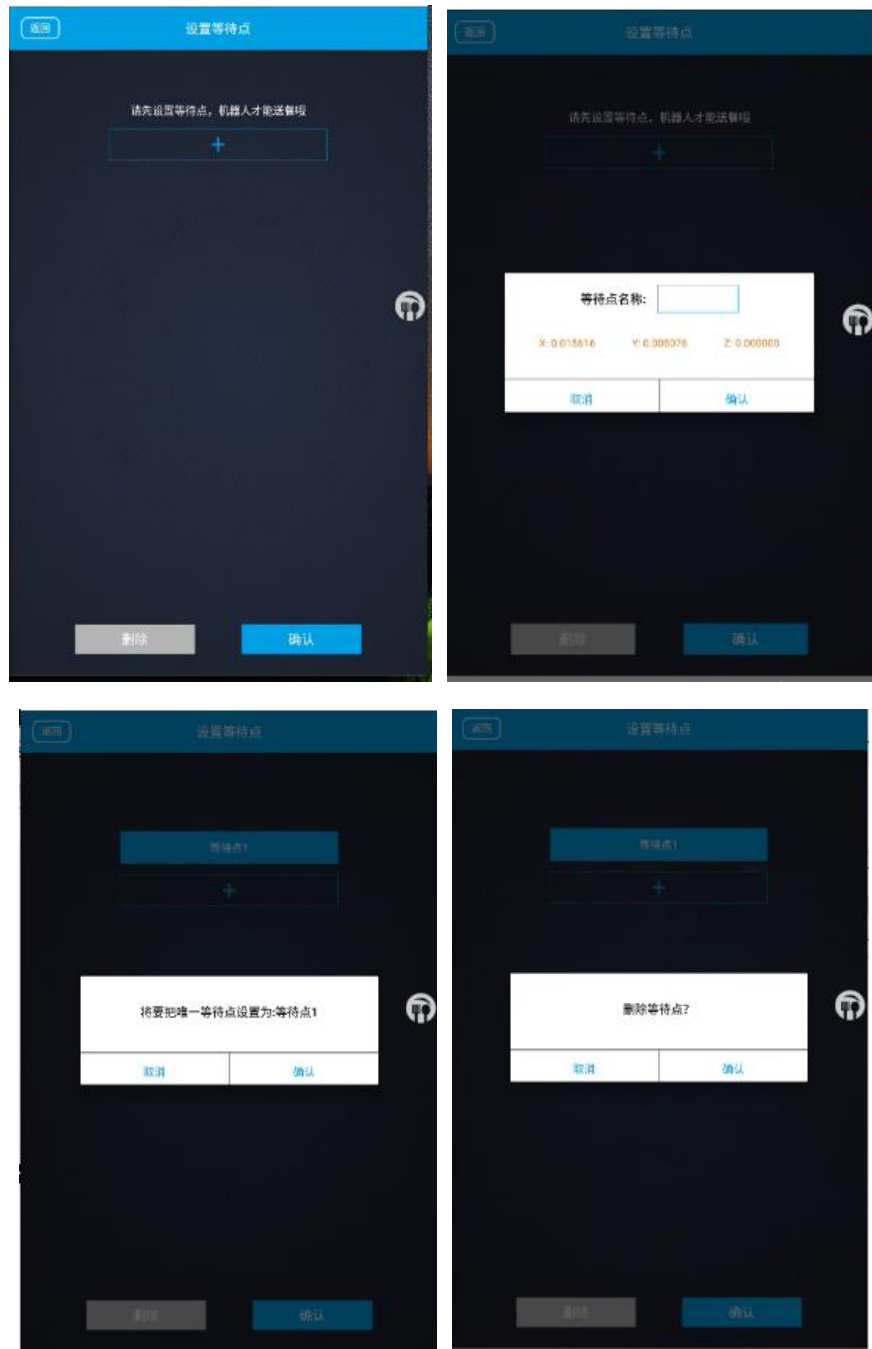 返回
设置等待点
请先设置等待点，机器人才能送餐哦
+
删除
确认
返回
设置等待点
请先设置等待点，机器人才能送餐哦
+
等待点名称:
X: 0.015616 Y: 0.005076 Z: 0.000000
取消
确认
删除
确认
返回
设置等待点
等待点1
+
将要把唯一等待点设置为:等待点1
取消
确认
删除
确认
返回
设置等待点
等待点1
+
删除等待点?
取消
确认
删除
确认